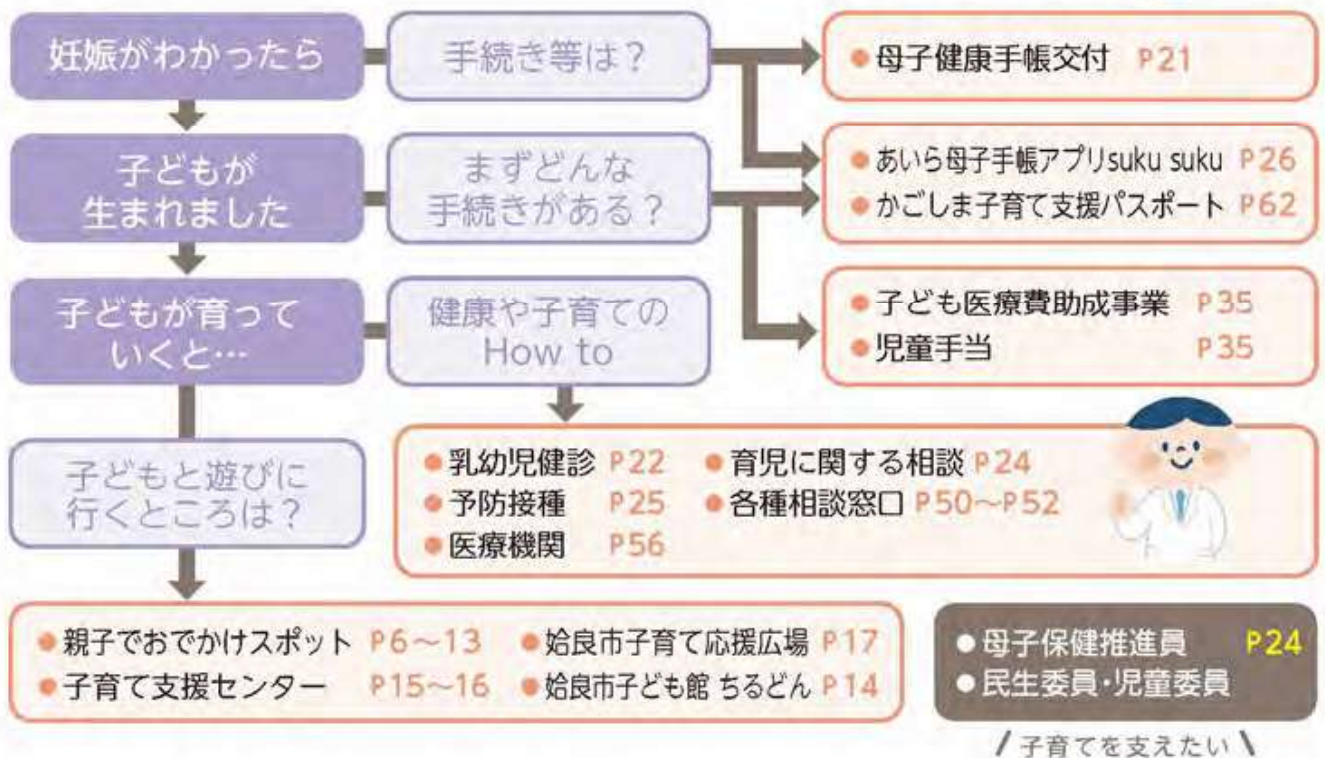 妊娠がわかったら
手続き等は？
●母子健康手帳交付 P21
子どもが
生まれました
まずどんな
手続きがある？
●あいら母子手帳アプリsuku suku P26
●かごしま子育て支援パスポート P62
子どもが育って
いくと…
健康や子育ての
How to
●子ども医療費助成事業 P35
●児童手当 P35
子どもと遊びに
行くところは？
●乳幼児健診 P22 ●育児に関する相談 P24
●予防接種 P25 ●各種相談窓口 P50～P52
●医療機関 P56
●親子でおでかけスポット P6～13 ●姶良市子育て応援広場 P17
●子育て支援センター P15～16 ●姶良市子ども館 ちるどん P14
●母子保健推進員 P24
●民生委員・児童委員
子育てを支えたい